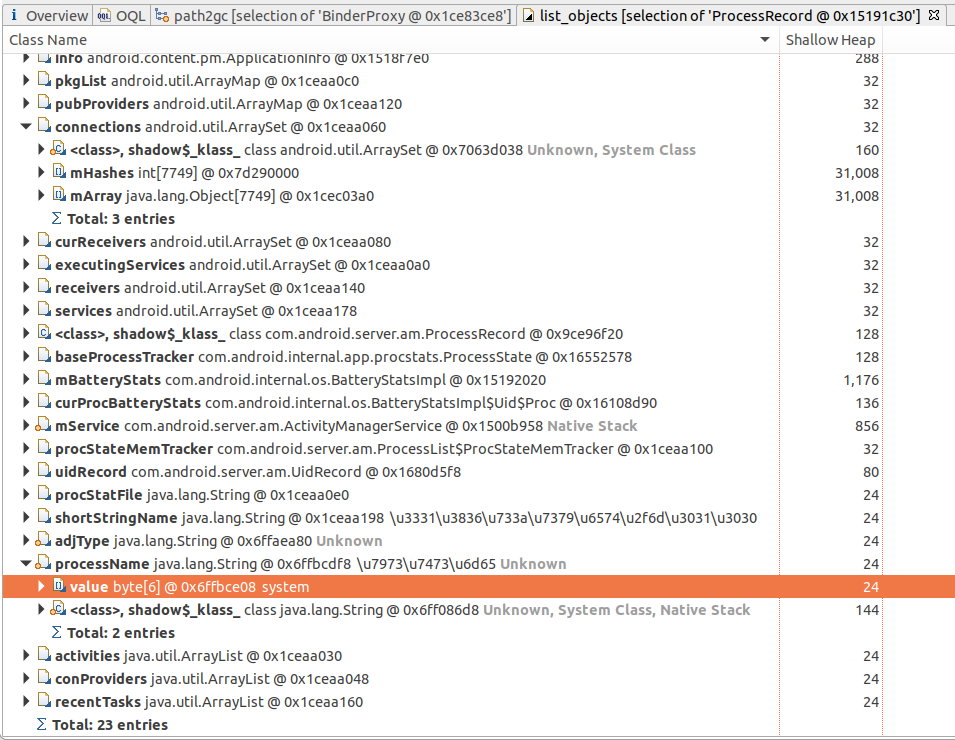 i Overview OQL path2gc [selection of 'BinderProxy @ 0x1ce83ce8'] list_objects [selection of 'ProcessRecord @ 0x15191c30']
Class Name Shallow Heap
info android.content.pm.ApplicationInfo @ 0x1518f7e0 288
pkgList android.util.ArrayMap @ 0x1ceaa0c0 32
pubProviders android.util.ArrayMap @ 0x1ceaa120 32
connections android.util.ArraySet @ 0x1ceaa060 32
<class>, shadow$_klass_ class android.util.ArraySet @ 0x7063d038 Unknown, System Class 160
mHashes int[7749] @ 0x7d290000 31,008
mArray java.lang.Object[7749] @ 0x1cec03a0 31,008
Σ Total: 3 entries
curReceivers android.util.ArraySet @ 0x1ceaa080 32
executingServices android.util.ArraySet @ 0x1ceaa0a0 32
receivers android.util.ArraySet @ 0x1ceaa140 32
services android.util.ArraySet @ 0x1ceaa178 32
<class>, shadow$_klass_ class com.android.server.am.ProcessRecord @ 0x9ce96f20 128
baseProcessTracker com.android.internal.app.procstats.ProcessState @ 0x16552578 128
mBatteryStats com.android.internal.os.BatteryStatsImpl @ 0x15192020 1,176
curProcBatteryStats com.android.internal.os.BatteryStatsImpl$Uid$Proc @ 0x16108d90 136
mService com.android.server.am.ActivityManagerService @ 0x1500b958 Native Stack 856
procStateMemTracker com.android.server.am.ProcessList$ProcStateMemTracker @ 0x1ceaa100 32
uidRecord com.android.server.am.UidRecord @ 0x1680d5f8 80
procStatFile java.lang.String @ 0x1ceaa0e0 24
shortStringName java.lang.String @ 0x1ceaa198 \u3331\u3836\u733a\u7379\u6574\u2f6d\u3031\u3030 24
adjType java.lang.String @ 0x6ffaea80 Unknown 24
processName java.lang.String @ 0x6ffbcdf8 \u7973\u7473\u6d65 Unknown 24
value byte[6] @ 0x6ffbce08 system 24
<class>, shadow$_klass_ class java.lang.String @ 0x6ff086d8 Unknown, System Class, Native Stack 144
Σ Total: 2 entries
activities java.util.ArrayList @ 0x1ceaa030 24
conProviders java.util.ArrayList @ 0x1ceaa048 24
recentTasks java.util.ArrayList @ 0x1ceaa160 24
Σ Total: 23 entries